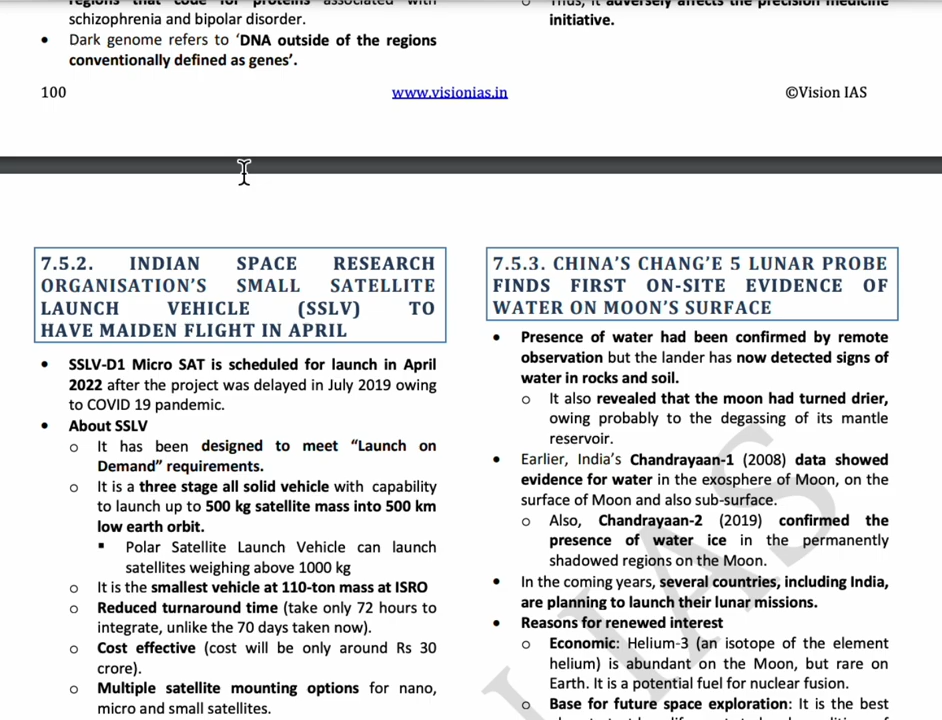 regions that code for proteins associated with
schizophrenia and bipolar disorder.
• Dark genome refers to ‘DNA outside of the regions
conventionally defined as genes’.
o Thus, it adversely affects the precision medicine
initiative.
100
www.visionias.in
©Vision IAS
7.5.2. INDIAN SPACE RESEARCH
ORGANISATION’S SMALL SATELLITE
LAUNCH VEHICLE (SSLV) TO
HAVE MAIDEN FLIGHT IN APRIL
• SSLV-D1 Micro SAT is scheduled for launch in April
2022 after the project was delayed in July 2019 owing
to COVID 19 pandemic.
• About SSLV
o It has been designed to meet “Launch on
Demand” requirements.
o It is a three stage all solid vehicle with capability
to launch up to 500 kg satellite mass into 500 km
low earth orbit.
▪ Polar Satellite Launch Vehicle can launch
satellites weighing above 1000 kg
o It is the smallest vehicle at 110-ton mass at ISRO
o Reduced turnaround time (take only 72 hours to
integrate, unlike the 70 days taken now).
o Cost effective (cost will be only around Rs 30
crore).
o Multiple satellite mounting options for nano,
micro and small satellites.
7.5.3. CHINA’S CHANG’E 5 LUNAR PROBE
FINDS FIRST ON-SITE EVIDENCE OF
WATER ON MOON’S SURFACE
• Presence of water had been confirmed by remote
observation but the lander has now detected signs of
water in rocks and soil.
o It also revealed that the moon had turned drier,
owing probably to the degassing of its mantle
reservoir.
• Earlier, India’s Chandrayaan-1 (2008) data showed
evidence for water in the exosphere of Moon, on the
surface of Moon and also sub-surface.
o Also, Chandrayaan-2 (2019) confirmed the
presence of water ice in the permanently
shadowed regions on the Moon.
• In the coming years, several countries, including India,
are planning to launch their lunar missions.
• Reasons for renewed interest
o Economic: Helium-3 (an isotope of the element
helium) is abundant on the Moon, but rare on
Earth. It is a potential fuel for nuclear fusion.
o Base for future space exploration: It is the best
IAS